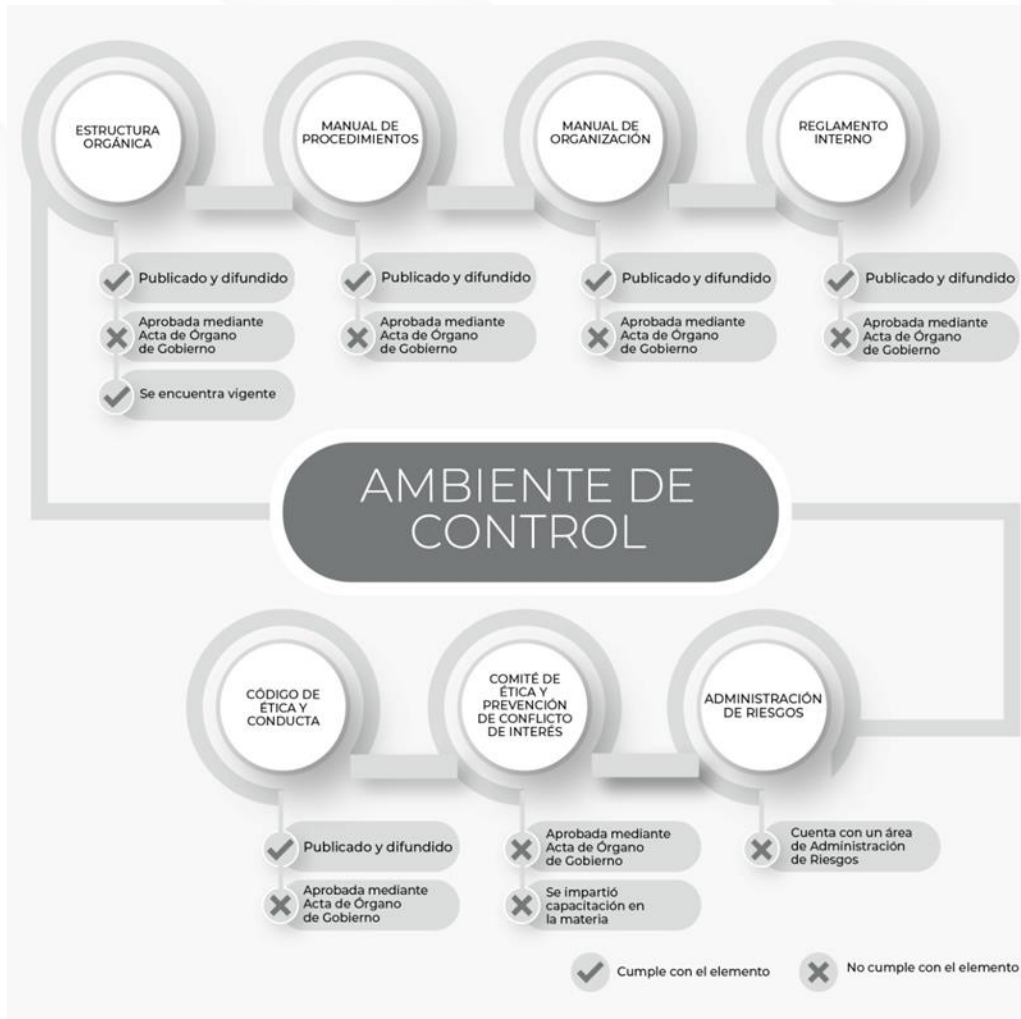 ESTRUCTURA
ORGÁNICA
MANUAL DE
PROCEDIMIENTOS
MANUAL DE
ORGANIZACIÓN
REGLAMENTO
INTERNO
Publicado y difundido
Aprobada mediante
Acta de Órgano
de Gobierno
Se encuentra vigente
Publicado y difundido
Aprobada mediante
Acta de Órgano
de Gobierno
Publicado y difundido
Aprobada mediante
Acta de Órgano
de Gobierno
Publicado y difundido
Aprobada mediante
Acta de Órgano
de Gobierno
AMBIENTE DE
CONTROL
CÓDIGO DE
ÉTICA Y
CONDUCTA
COMITÉ DE
ÉTICA Y
PREVENCIÓN
DE CONFLICTO
DE INTERÉS
ADMINISTRACIÓN
DE RIESGOS
Publicado y difundido
Aprobada mediante
Acta de Órgano
de Gobierno
Aprobada mediante
Acta de Órgano
de Gobierno
Se impartió
capacitación en
la materia
Cuenta con un área
de Administración
de Riesgos
Cumple con el elemento
No cumple con el elemento